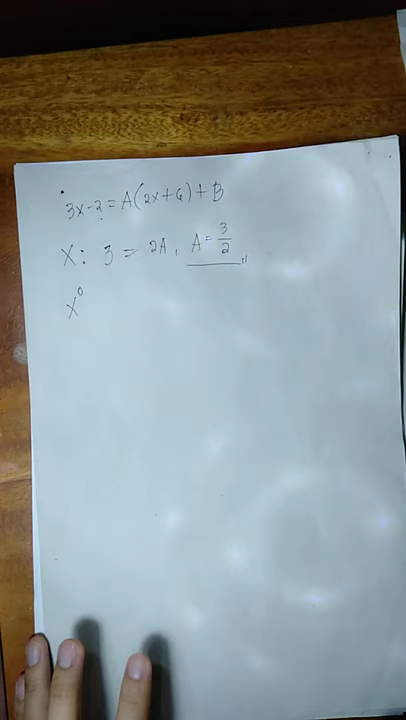 3x-2=A(2x+6)+B
X: 3=2A, A=3/2
x⁰